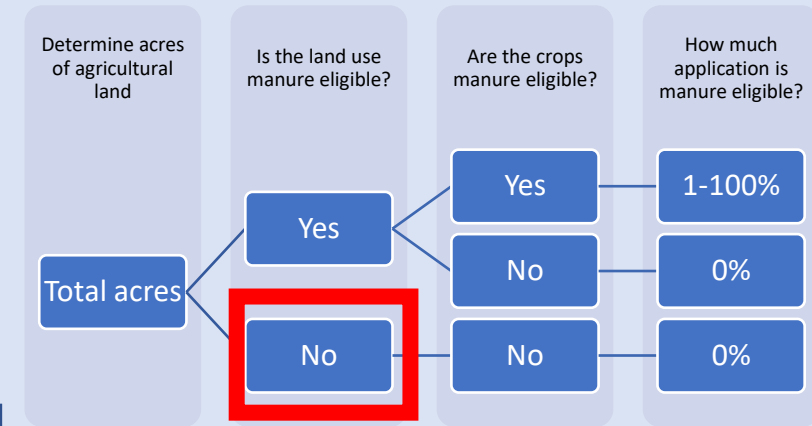 Determine acres
of agricultural
land
Is the land use
manure eligible?
Are the crops
manure eligible?
How much
application is
manure eligible?
Total acres
Yes
No
Yes
No
No
1-100%
0%
0%